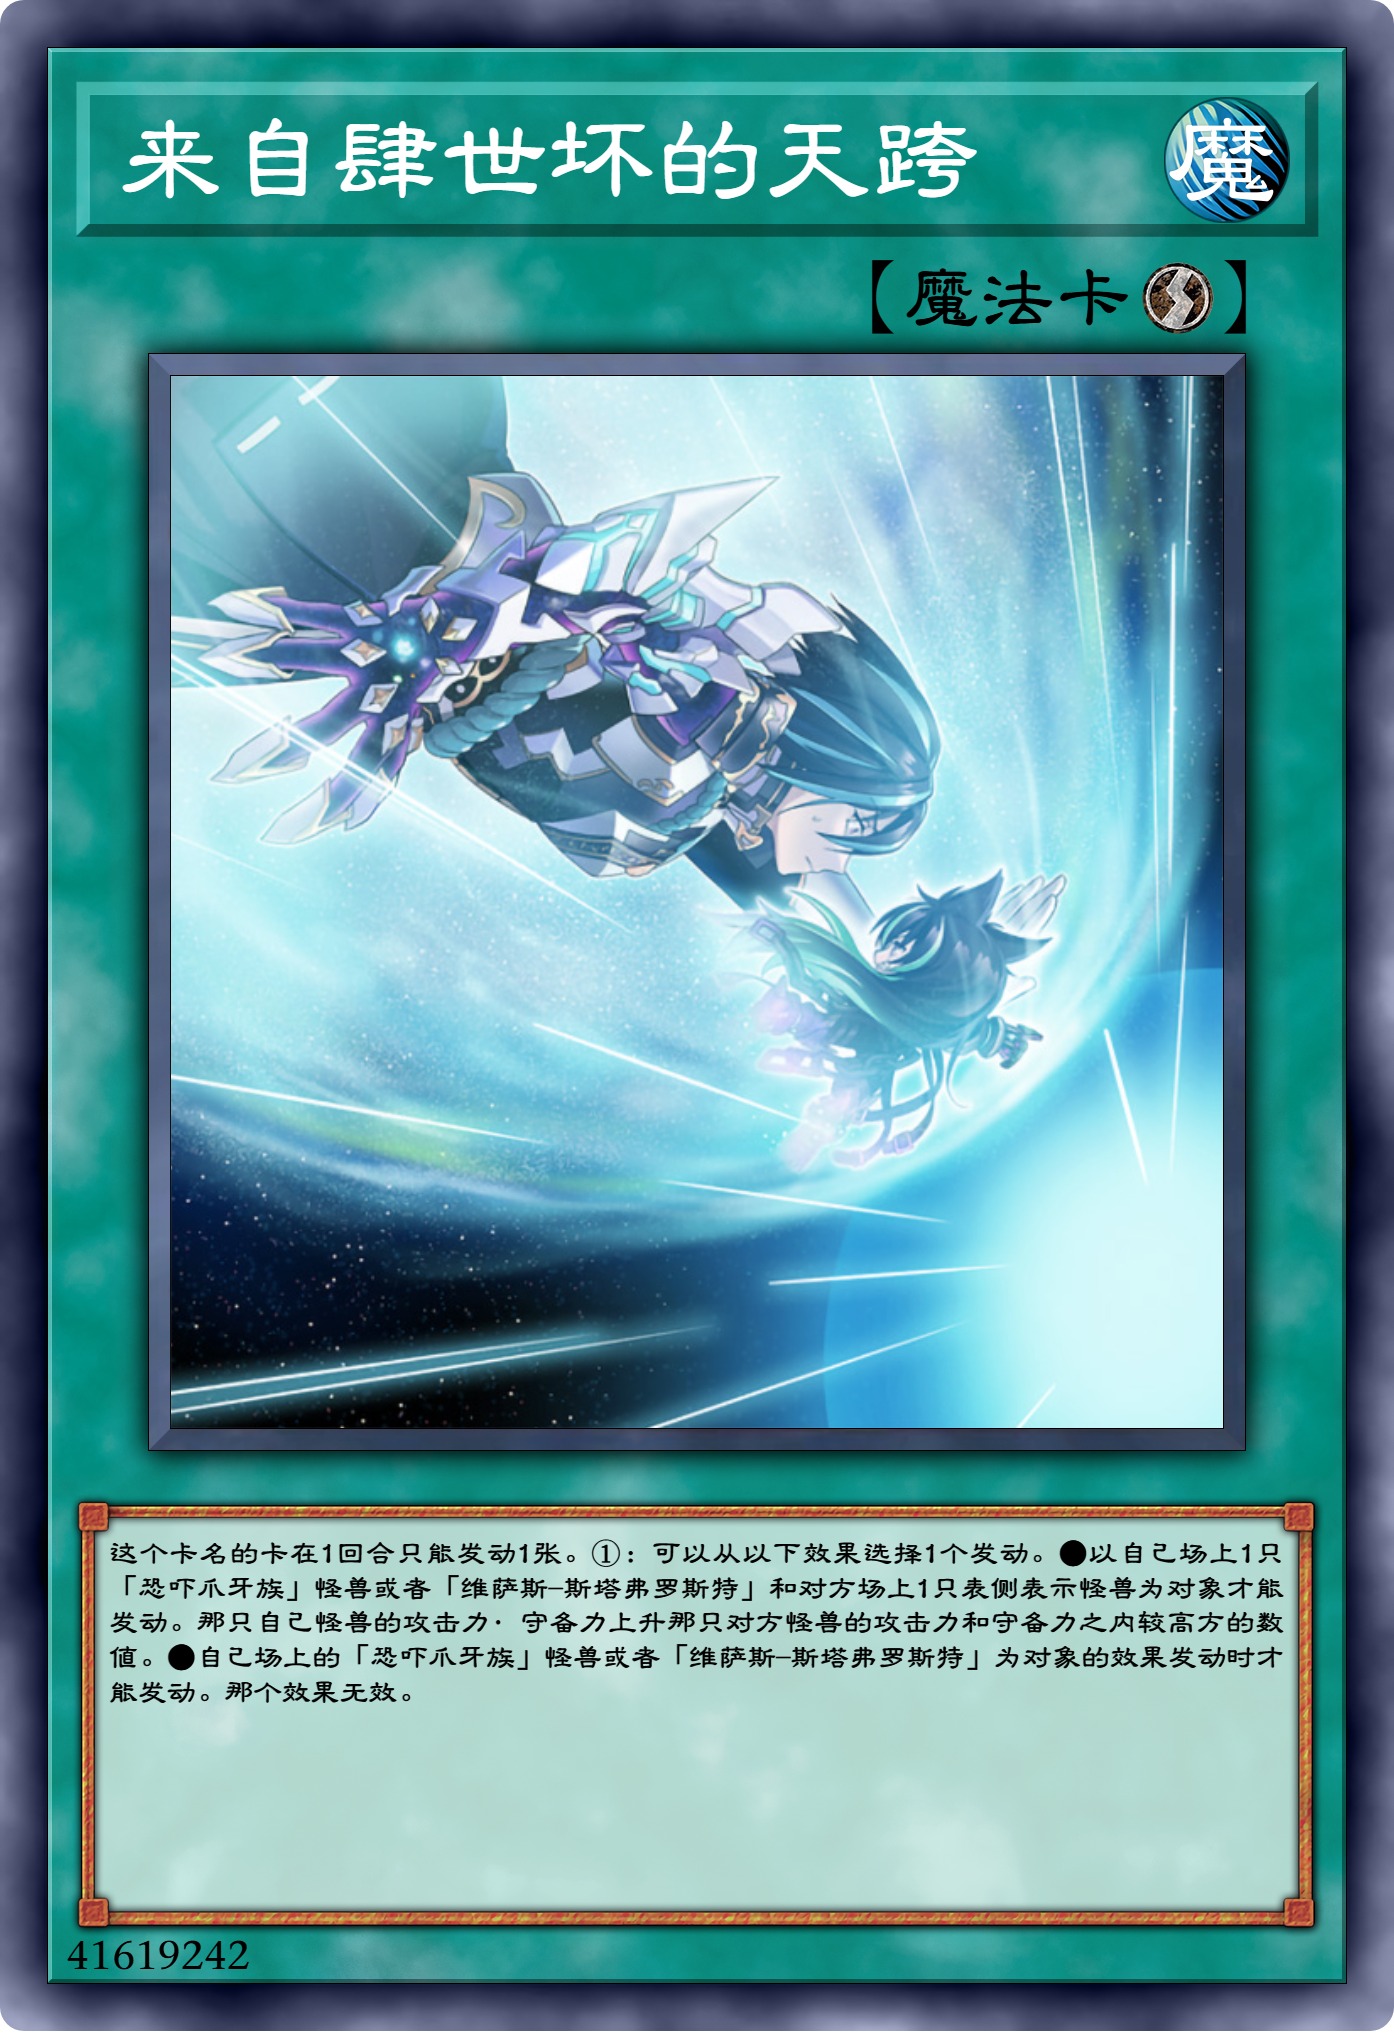 来自肆世坏的天跨
魔
【魔法卡】
这个卡名的卡在1回合只能发动1张。①：可以从以下效果选择1个发动。●以自己场上1只
「恐吓爪牙族」怪兽或者「维萨斯-斯塔弗罗斯特」和对方场上1只表侧表示怪兽为对象才能
发动。那只自己怪兽的攻击力·守备力上升那只对方怪兽的攻击力和守备力之内较高方的数
值。●自己场上的「恐吓爪牙族」怪兽或者「维萨斯-斯塔弗罗斯特」为对象的效果发动时才
能发动。那个效果无效。
41619242